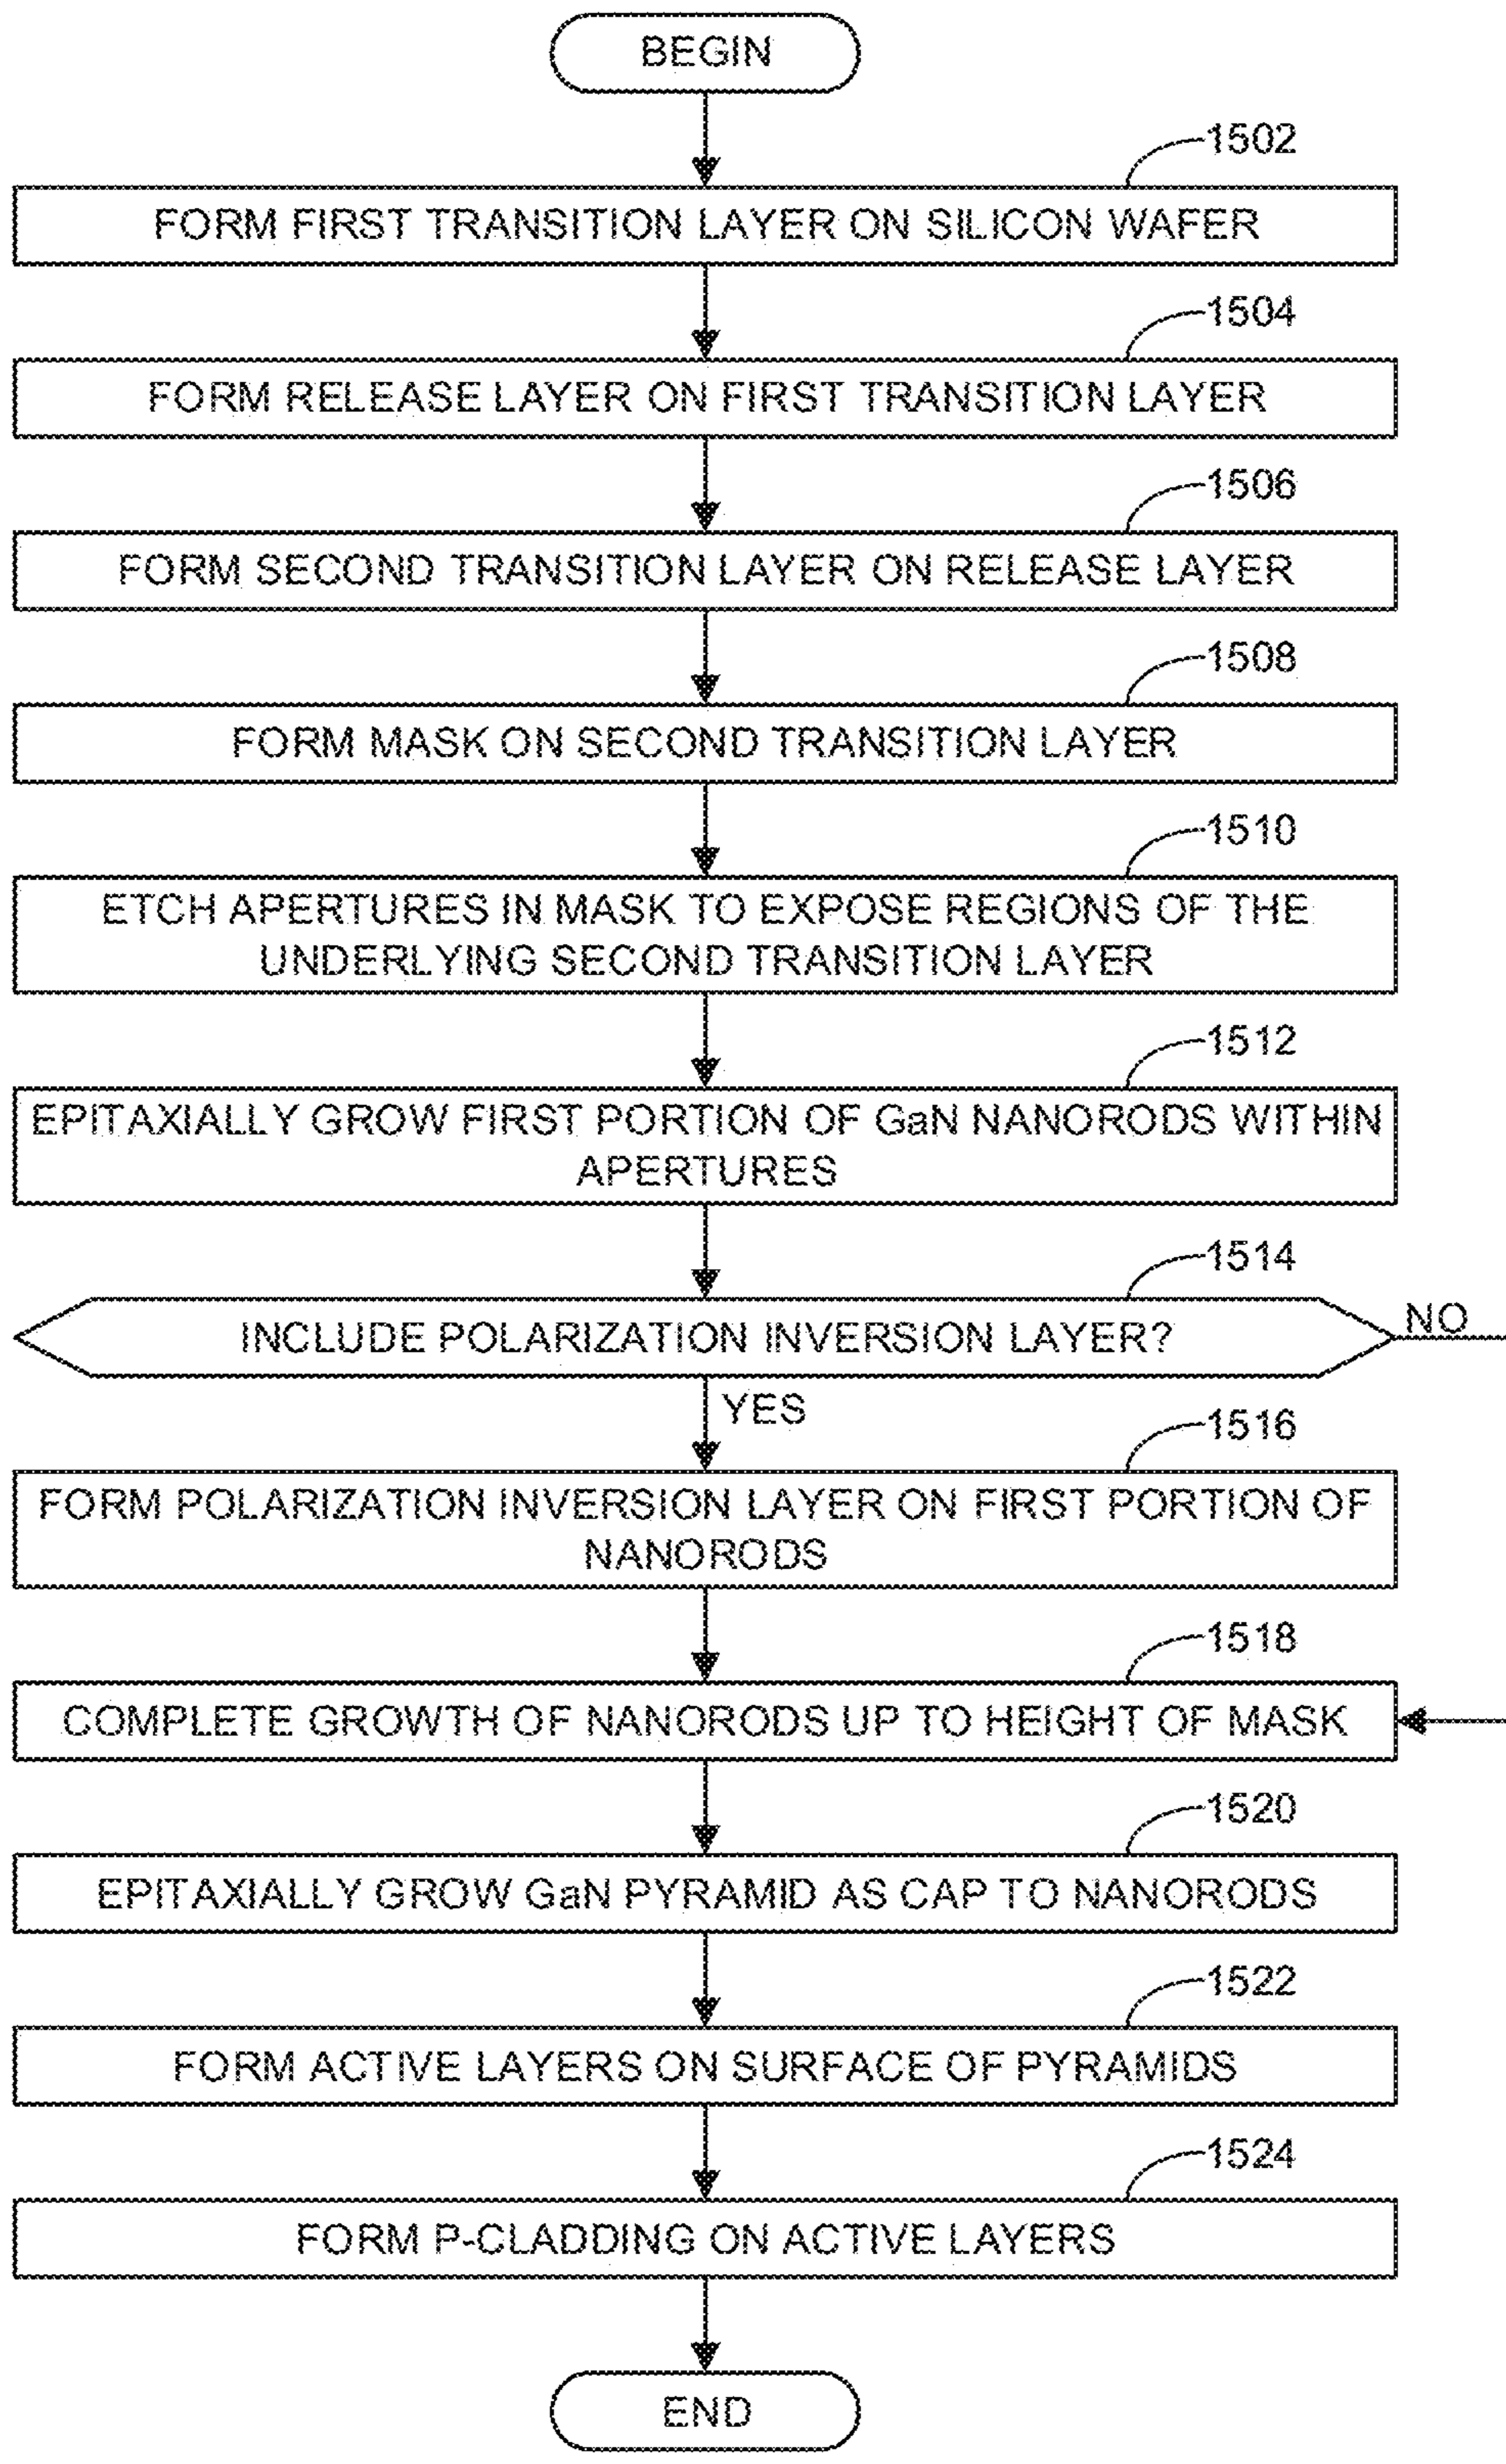 BEGIN
1502
FORM FIRST TRANSITION LAYER ON SILICON WAFER
1504
FORM RELEASE LAYER ON FIRST TRANSITION LAYER
1506
FORM SECOND TRANSITION LAYER ON RELEASE LAYER
1508
FORM MASK ON SECOND TRANSITION LAYER
1510
ETCH APERTURES IN MASK TO EXPOSE REGIONS OF THE
UNDERLYING SECOND TRANSITION LAYER
1512
EPITAXIALLY GROW FIRST PORTION OF GaN NANORODS WITHIN
APERTURES
1514
INCLUDE POLARIZATION INVERSION LAYER?
NO
YES
1516
FORM POLARIZATION INVERSION LAYER ON FIRST PORTION OF
NANORODS
1518
COMPLETE GROWTH OF NANORODS UP TO HEIGHT OF MASK
1520
EPITAXIALLY GROW GaN PYRAMID AS CAP TO NANORODS
1522
FORM ACTIVE LAYERS ON SURFACE OF PYRAMIDS
1524
FORM P-CLADDING ON ACTIVE LAYERS
END